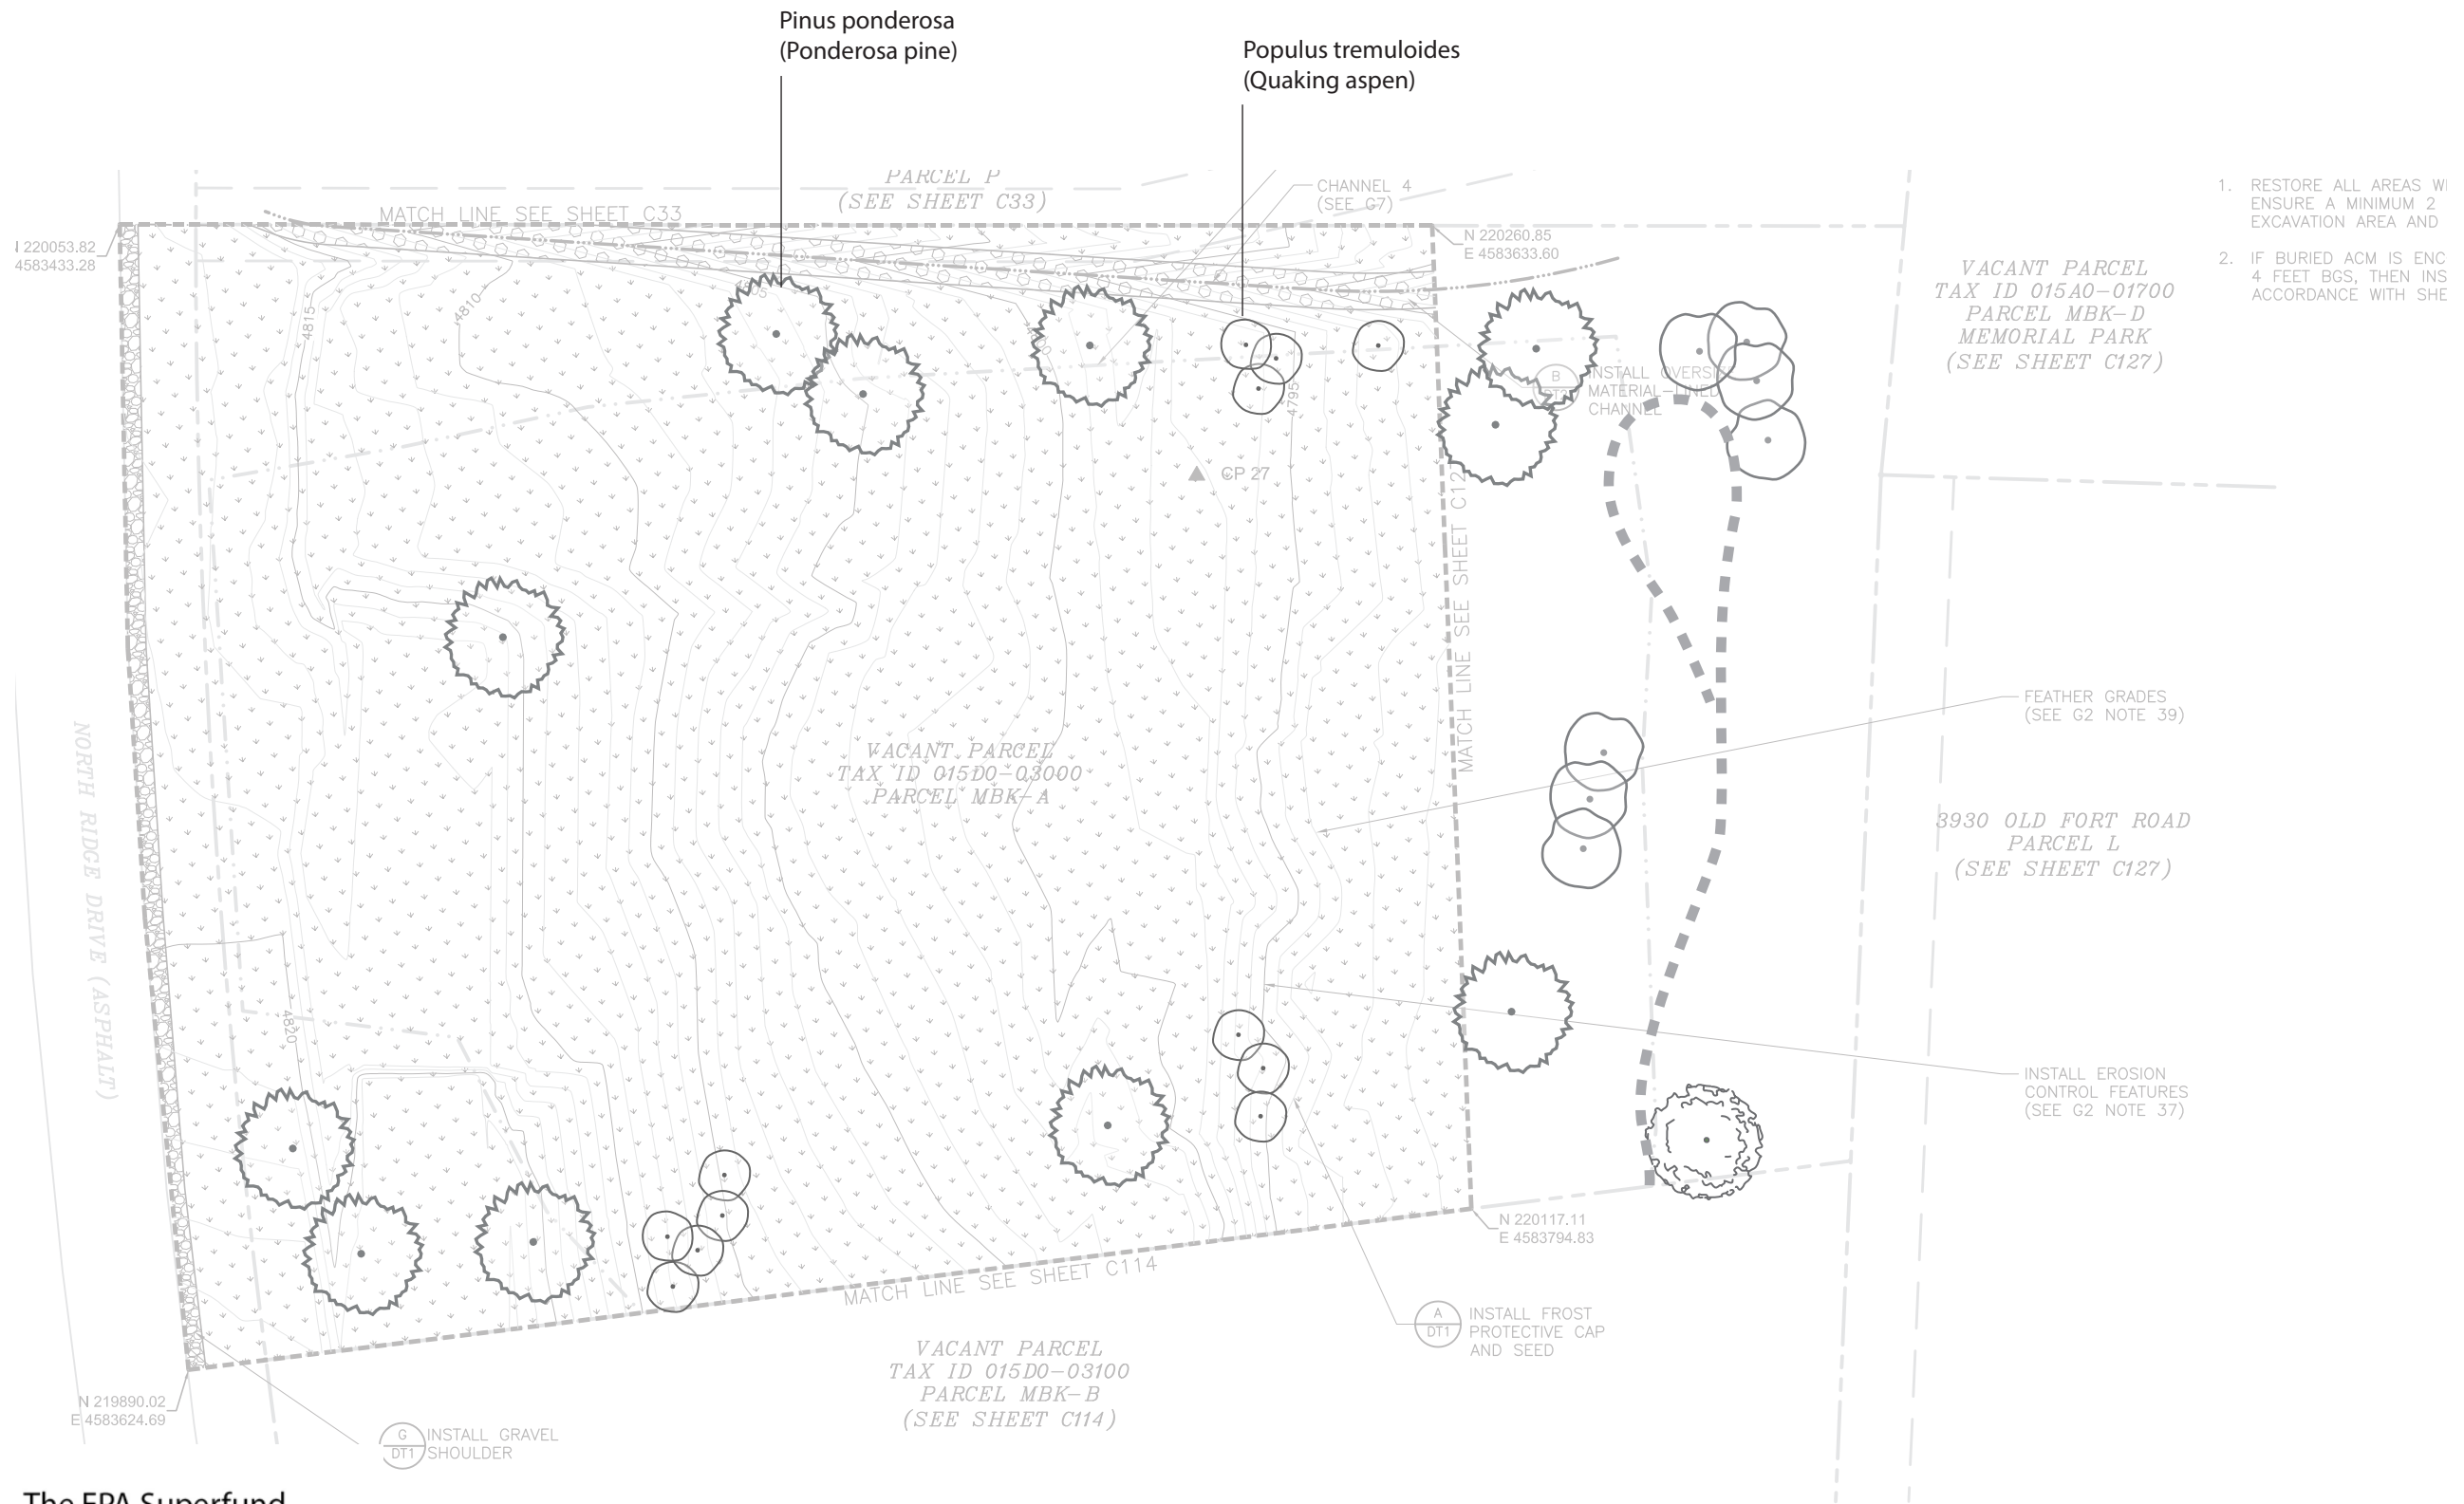 Pinus ponderosa
(Ponderosa pine)
Populus tremuloides
(Quaking aspen)
PARCEL P
(SEE SHEET C33)
CHANNEL 4
(SEE G7)
MATCH LINE SEE SHEET C33
220053.82
4583433.28
N 220260.85
E 4583633.60
1. RESTORE ALL AREAS
ENSURE A MINIMUM 2
EXCAVATION AREA AND
2. IF BURIED ACM IS ENC
4 FEET BGS, THEN INS
ACCORDANCE WITH SHE
VACANT PARCEL
TAX ID 015A0-01700
PARCEL MBK-D
MEMORIAL PARK
(SEE SHEET C127)
4815
4810
4795
B
INSTALL
MATERIAL-LINED
CHANNEL
CP 27
MATCH LINE SEE SHEET
FEATHER GRADES
(SEE G2 NOTE 39)
NORTH RIDGE DRIVE (ASPHALT)
VACANT PARCEL
TAX ID 015D0-03000
PARCEL MBK-A
3930 OLD FORT ROAD
PARCEL L
(SEE SHEET C127)
4820
INSTALL EROSION
CONTROL FEATURES
(SEE G2 NOTE 37)
N 220117.11
E 4583794.83
MATCH LINE SEE SHEET C114
A
DT1
INSTALL FROST
PROTECTIVE CAP
AND SEED
VACANT PARCEL
TAX ID 015D0-03100
PARCEL MBK-B
(SEE SHEET C114)
N 219890.02
E 4583624.69
G
DT1
INSTALL GRAVEL
SHOULDER
The EPA Superfund